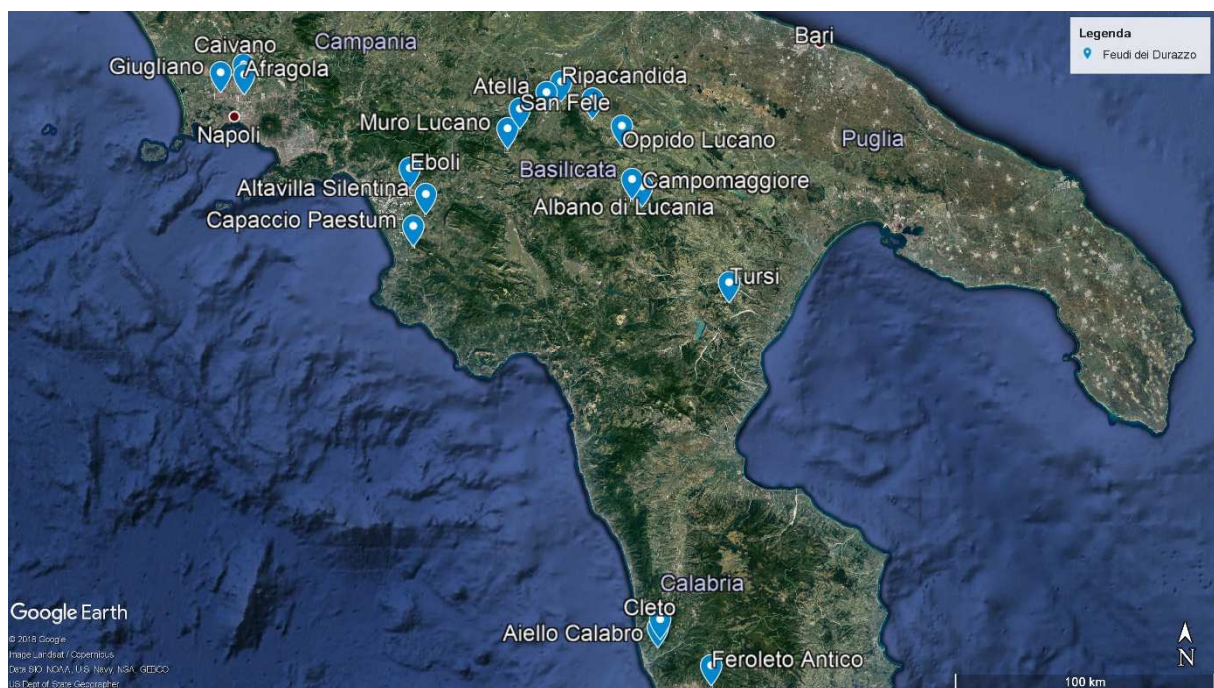 Bari
Legenda
Feudi dei Durazzo
Campania
Caivano
Giugliano
Afragola
Napoli
Ripacandida
Atella
San Fele
Muro Lucano
Oppido Lucano
Puglia
Eboli
Basilicata
Altavilla Silentina
Campomaggiore
Albano di Lucania
Capaccio Paestum
Tursi
Calabria
Cleto
Aiello Calabro
Feroleto Antico
Google Earth
© 2018 Google
Image Landsat / Copernicus
Data SIO, NOAA, U.S. Navy, NGA, GEBCO
US Dept of State Geographer
N
100 km